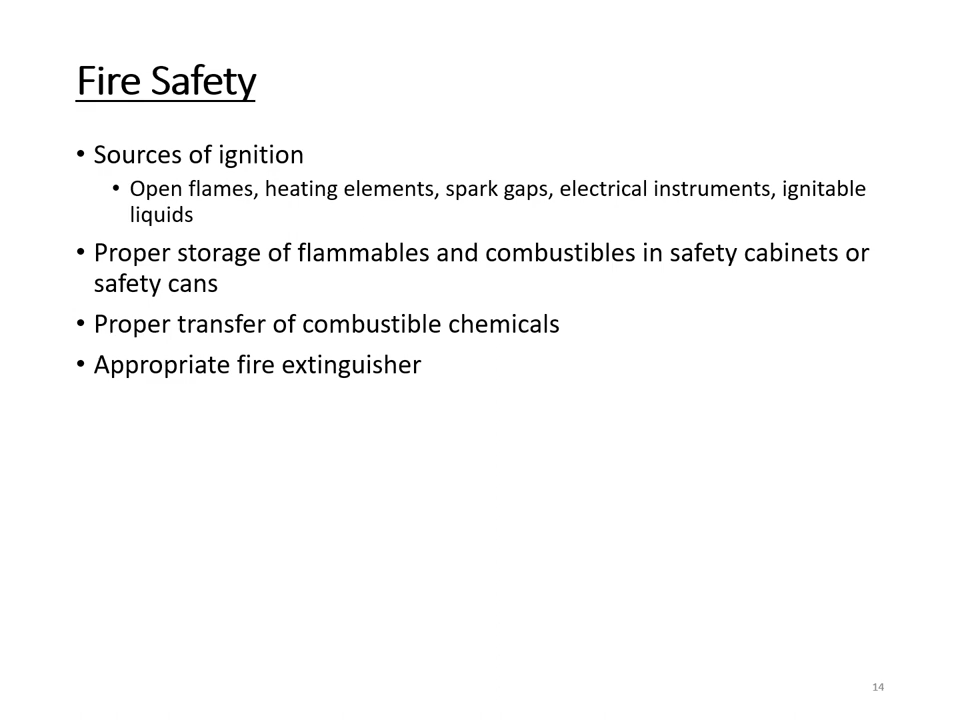 Fire Safety
• Sources of ignition
• Open flames, heating elements, spark gaps, electrical instruments, ignitable
liquids
• Proper storage of flammables and combustibles in safety cabinets or
safety cans
• Proper transfer of combustible chemicals
• Appropriate fire extinguisher
14